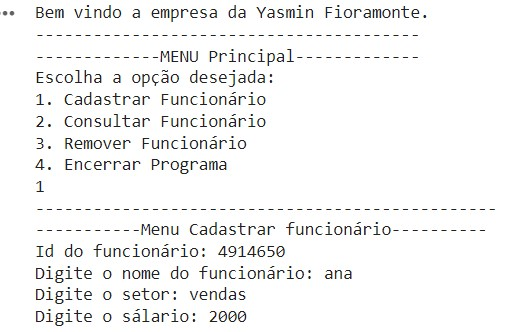 Bem vindo a empresa da Yasmin Fioramonte.
----------------------------------------
-------------MENU Principal-------------
Escolha a opção desejada:
1. Cadastrar Funcionário
2. Consultar Funcionário
3. Remover Funcionário
4. Encerrar Programa
1
------------------------------------------------
-----------Menu Cadastrar funcionário----------
Id do funcionário: 4914650
Digite o nome do funcionário: ana
Digite o setor: vendas
Digite o sálario: 2000